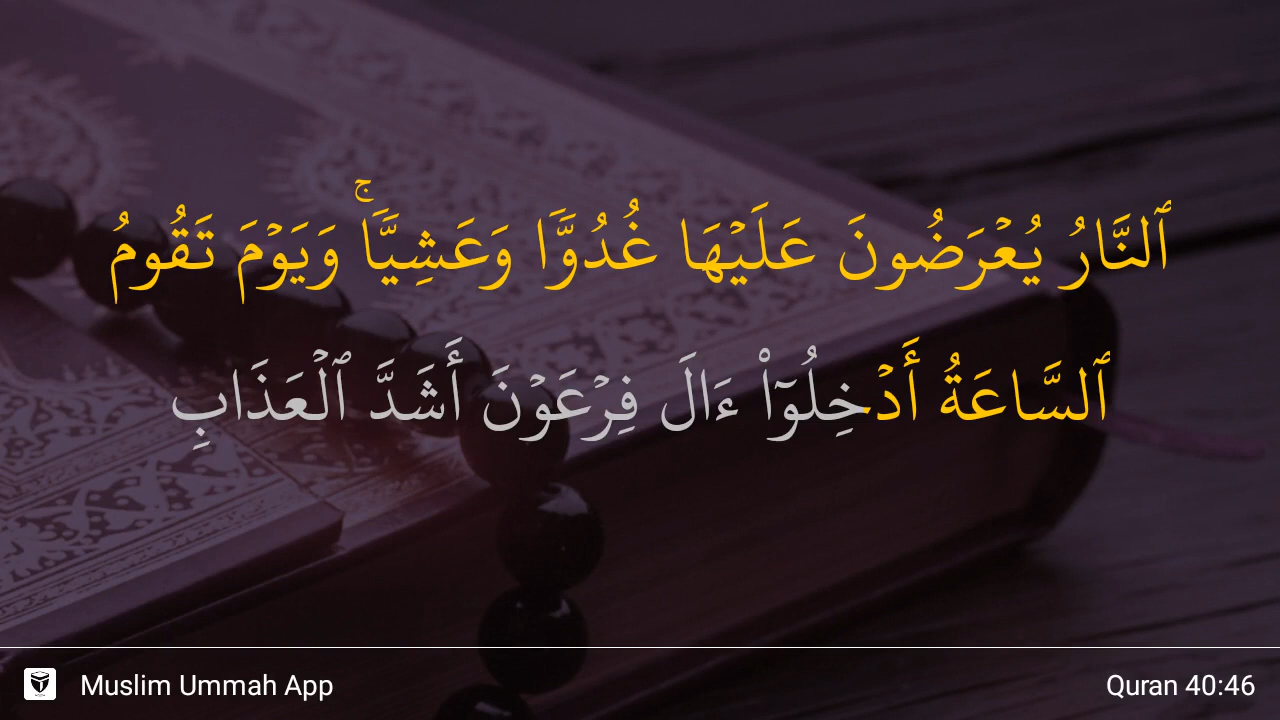 ٱلنَّارُ يُعْرَضُونَ عَلَيْهَا غُدُوًّا وَعَشِيًّا ۚ وَيَوْمَ تَقُومُ
ٱلسَّاعَةُ أَدْخِلُوٓا۟ ءَالَ فِرْعَوْنَ أَشَدَّ ٱلْعَذَابِ
Muslim Ummah App
Quran 40:46